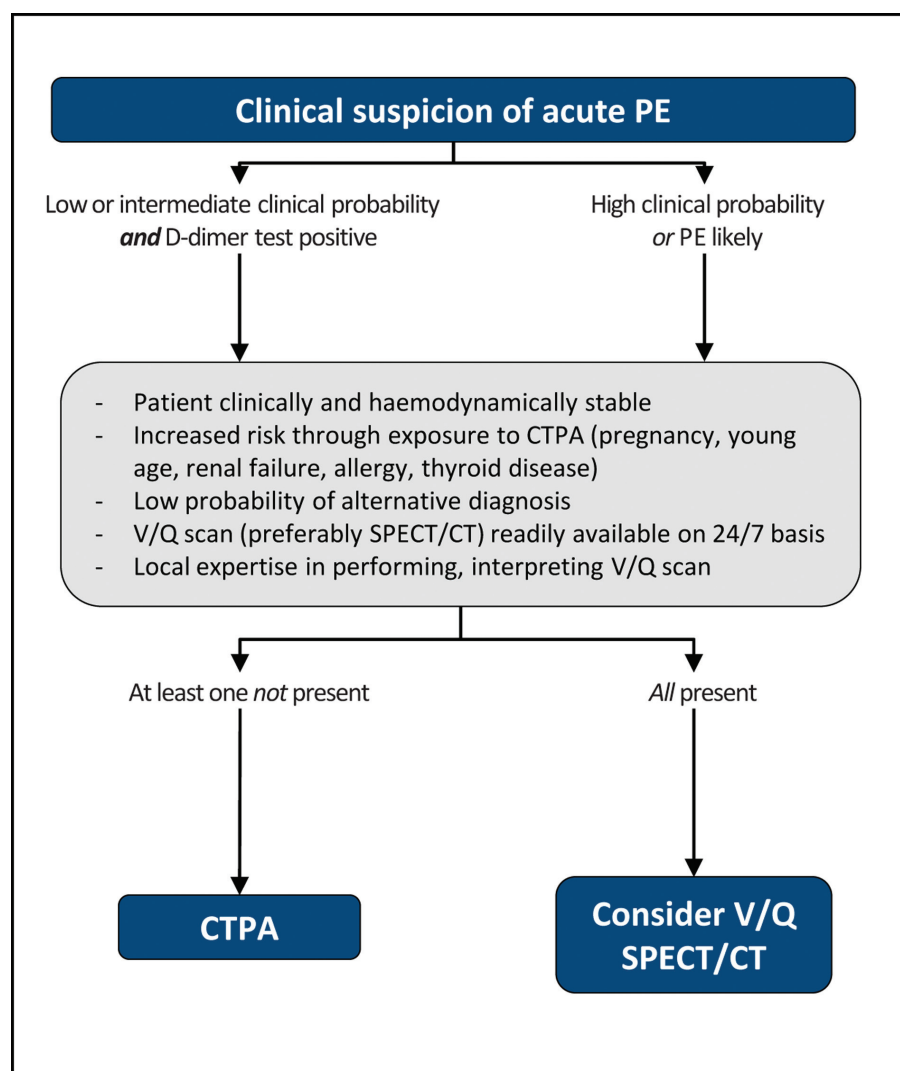 Clinical suspicion of acute PE
Low or intermediate clinical probability
and D-dimer test positive
High clinical probability
or PE likely
- Patient clinically and haemodynamically stable
- Increased risk through exposure to CTPA (pregnancy, young
age, renal failure, allergy, thyroid disease)
- Low probability of alternative diagnosis
- V/Q scan (preferably SPECT/CT) readily available on 24/7 basis
- Local expertise in performing, interpreting V/Q scan
At least one not present
All present
CTPA
Consider V/Q
SPECT/CT